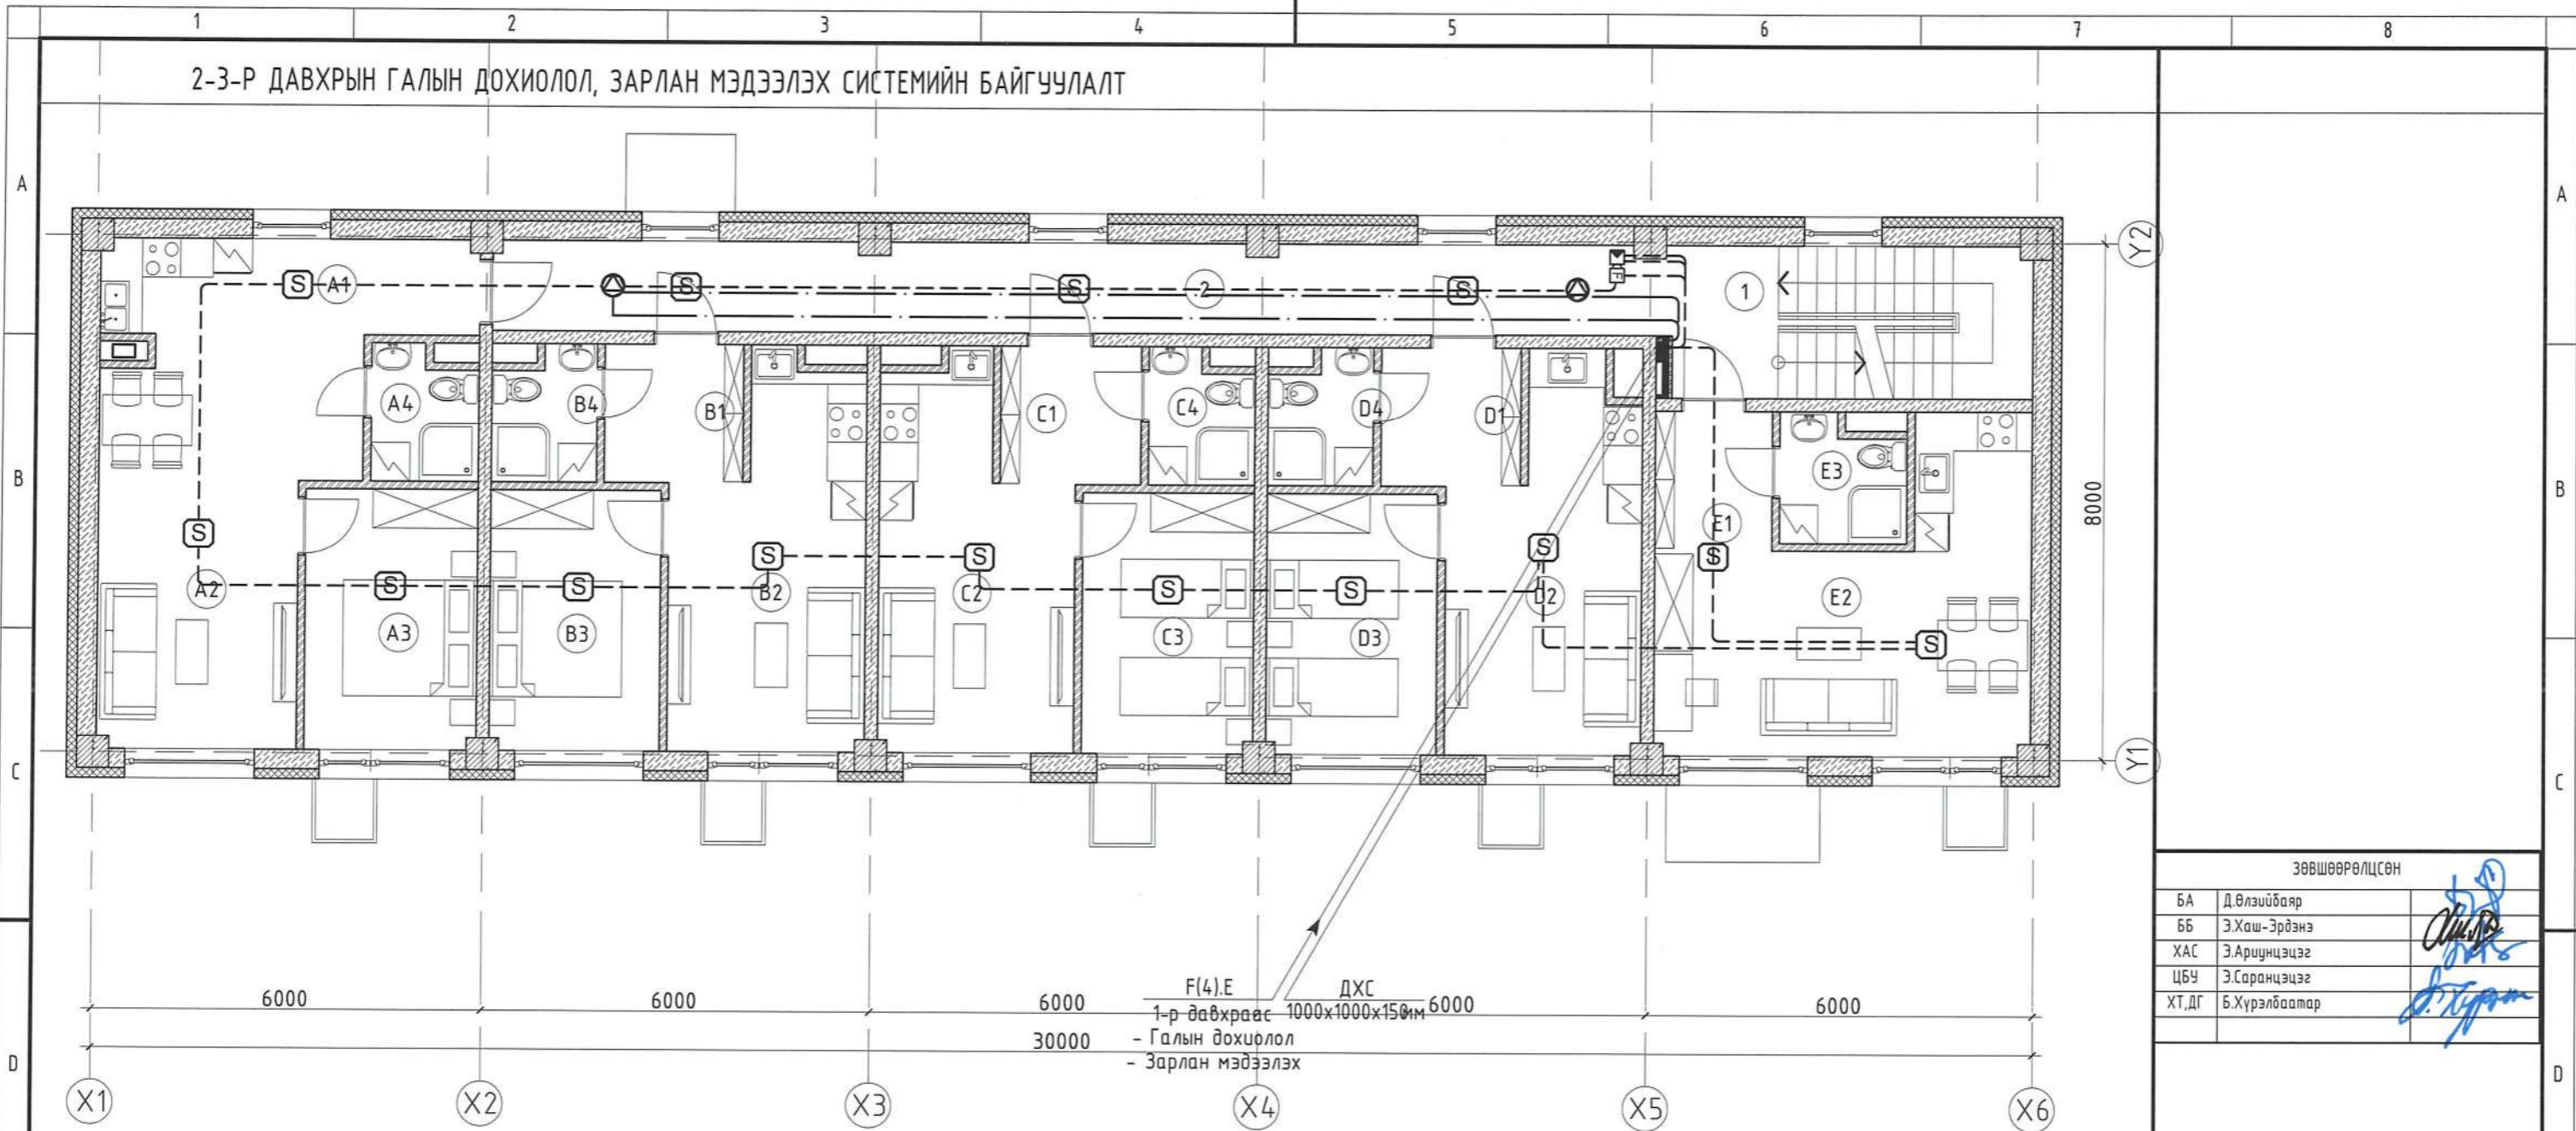 1 2 3 4 5 6 7 8
2-3-Р ДАВХРЫН ГАЛЫН ДОХИОЛОЛ, ЗАРЛАН МЭДЭЭЛЭХ СИСТЕМИЙН БАЙГУУЛАЛТ
A A
Y2
S A1 S S 2 S F 1
B B
A4 B4 B1 C1 C4 D4 D1 E3
8000
S S S S E1 S
A2 S S B2 C2 S S D2 E2
A3 B3 C3 D3 S
Y1
C C
ЗӨВШӨӨРӨЛЦСӨН
БА Д.Өлзийбаяр
ББ Э.Хаш-Эрдэнэ
ХАС Э.Ариунцэцэг
ЦБУ Э.Саранцэцэг
ХТ,ДГ Б.Хүрэлбаатар
F(4).E ДХС
6000 6000 6000 6000 6000
1-р давхраас 1000x1000x150мм
30000 - Галын дохиолол
- Зарлан мэдээлэх
D D
X1 X2 X3 X4 X5 X6